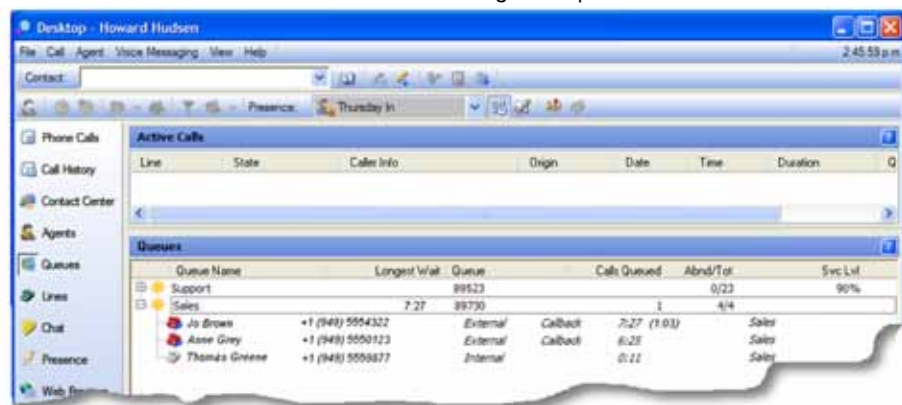 Desktop - Howard Hudsen
File Call Agent Voice Messaging View Help 2:45:59 p.m
Contact:
Presence: Thursday In
Phone Calls
Call History
Contact Center
Agents
Queues
Lines
Chat
Presence
Web
Active Calls
Line State Caller Info Origin Date Time Duration Q
Queues
Queue Name Longest Wait Queue Calls Queued Abnd/Tot Svc Lvl
Support 89523 0/23 90%
Sales 7:27 89730 1 4/4
Jo Brown +1 (949) 5554322 External Callback 7:27 (1:03) Sales
Anne Grey +1 (949) 5550123 External Callback 6:25 Sales
Thomas Greene +1 (949) 5559877 Internal 0:11 Sales